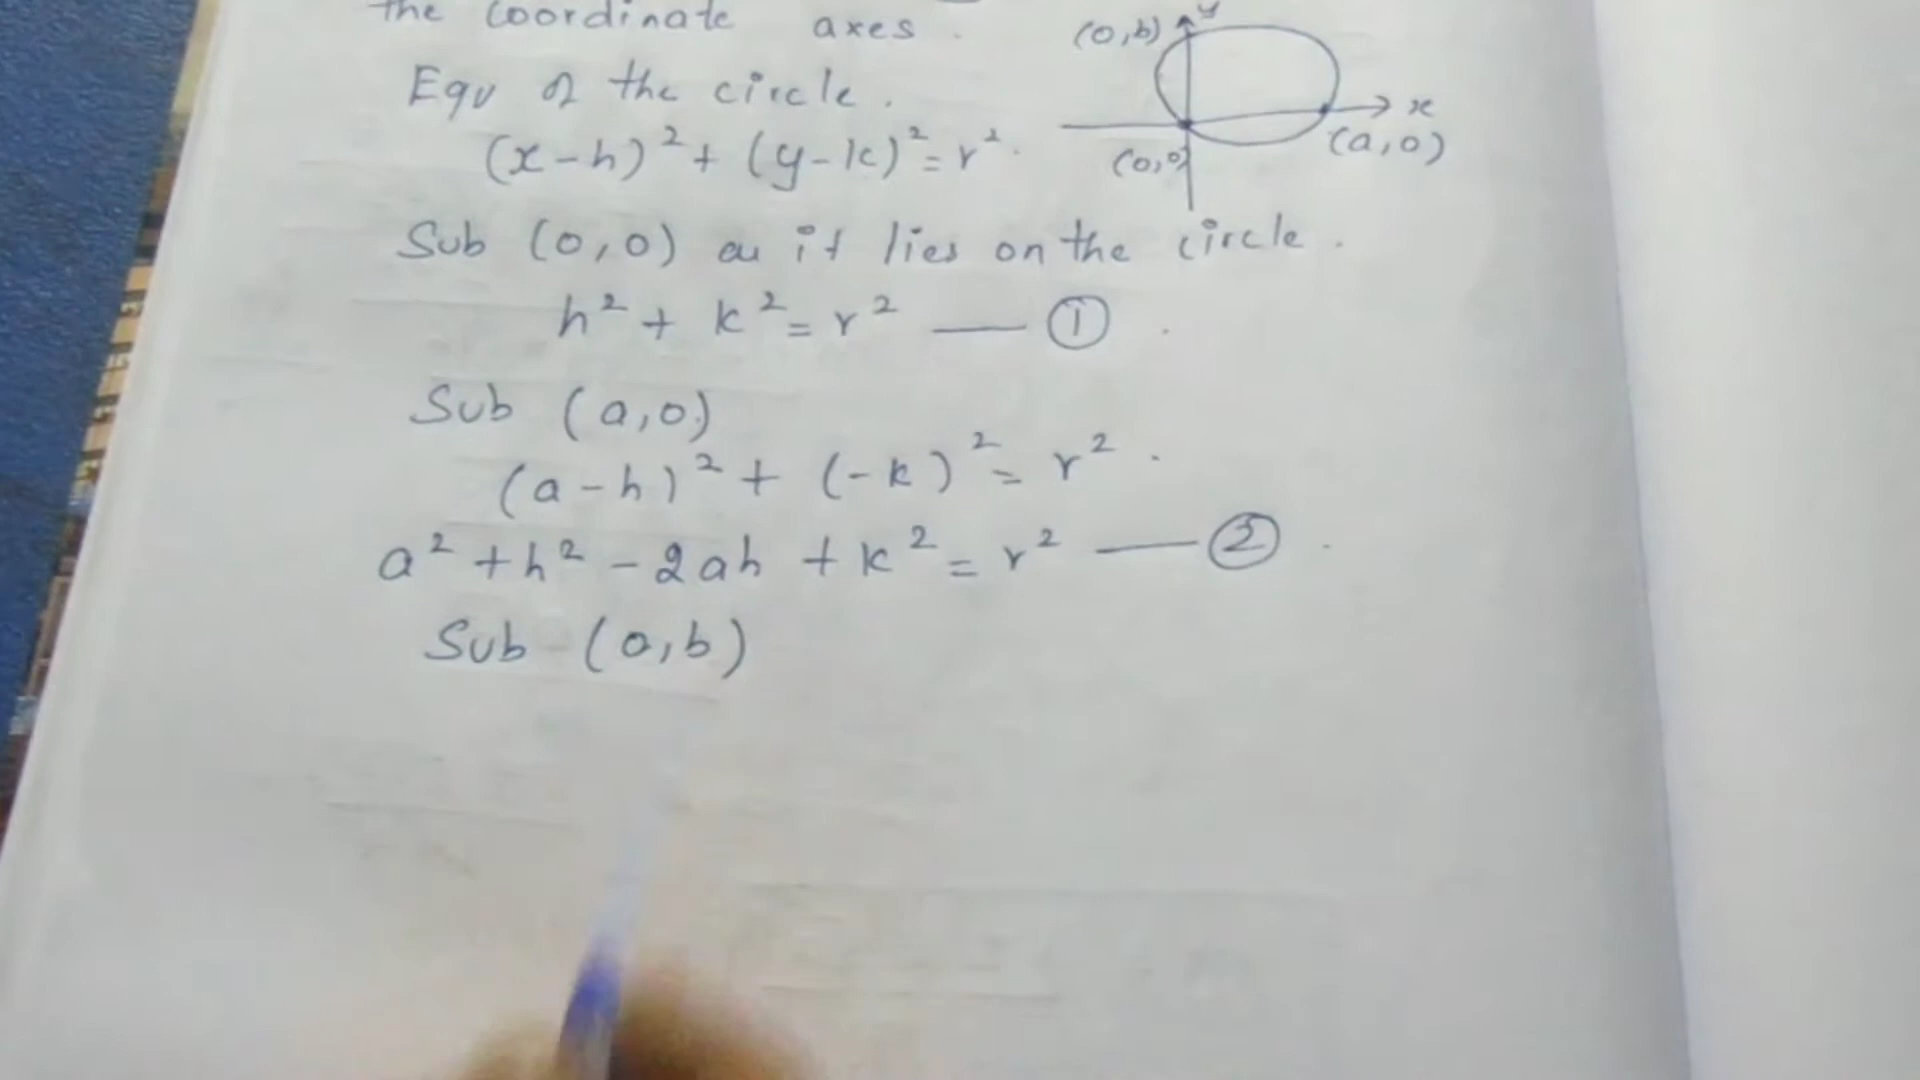 the coordinate axes.
(0,b) y
Equ of the circle.
x
(a,0)
(0,0)
(x-h)² + (y-k)² = r².
Sub (0,0) as it lies on the circle.
h² + k² = r² — ①
Sub (a,0)
(a-h)² + (-k)² = r².
a² + h² - 2ah + k² = r² — ②
Sub (0,b)